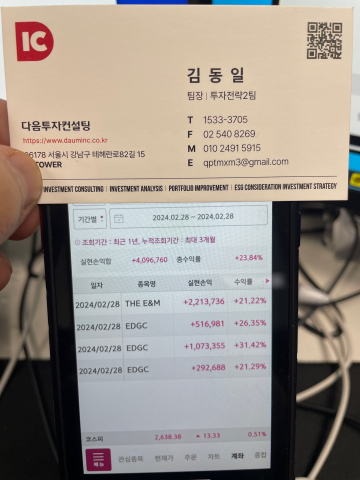 IC
김동일
팀장 | 투자전략2팀
다음투자컨설팅
https://www.dauminc.co.kr
06178 서울시 강남구 테헤란로82길 15
TOWER
T 1533-3705
F 02 540 8269
M 010 2491 5915
E qptmxm3@gmail.com
INVESTMENT CONSULTING | INVESTMENT ANALYSIS | PORTFOLIO IMPROVEMENT | ESG CONSIDERATION INVESTMENT STRATEGY
기간별 2024.02.28 ~ 2024.02.28
조회기간 : 최근 1년, 누적조회기간 : 최대 3개월
실현손익합 +4,096,760 총수익률 +23.84%
일자 종목명 실현손익 수익률
2024/02/28 THE E&M +2,213,736 +21.22%
2024/02/28 EDGC +516,981 +26.35%
2024/02/28 EDGC +1,073,355 +31.42%
2024/02/28 EDGC +292,688 +21.29%
코스피 2,638.38 ▲ 13.33 0.51%
메뉴 관심종목 현재가 주문 차트 계좌 종합